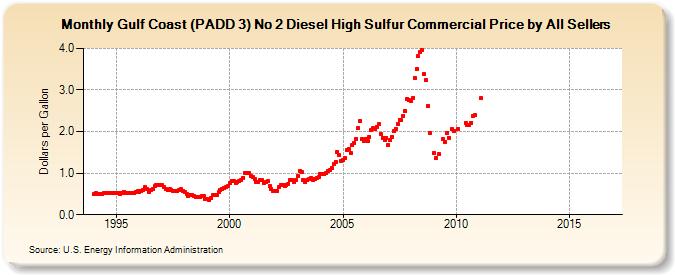 Monthly Gulf Coast (PADD 3) No 2 Diesel High Sulfur Commercial Price by All Sellers
Dollars per Gallon
4.0
3.0
2.0
1.0
0.0
1995 2000 2005 2010 2015
Source: U.S. Energy Information Administration